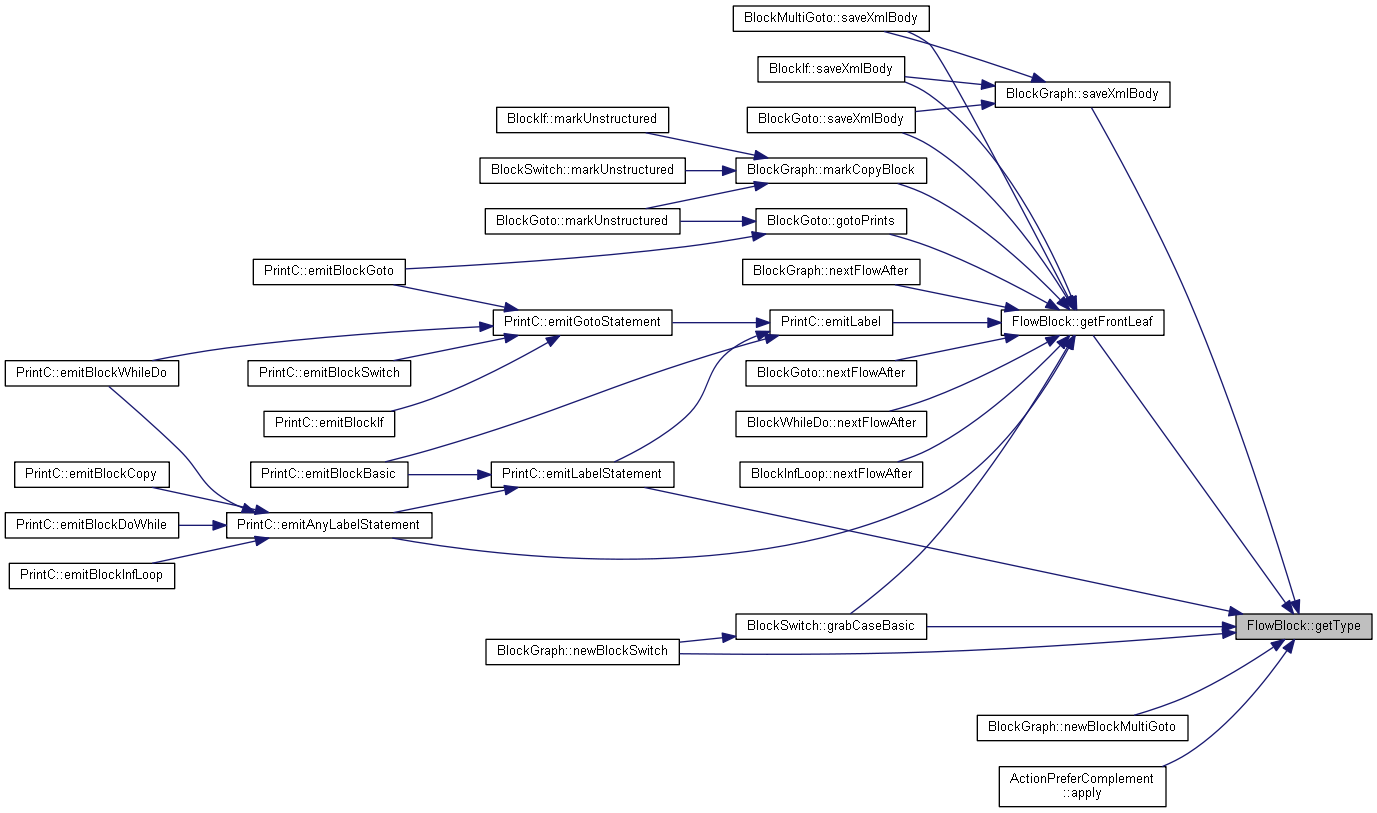 BlockMultiGoto::saveXmlBody
BlockIf::saveXmlBody
BlockGraph::saveXmlBody
BlockIf::markUnstructured
BlockGoto::saveXmlBody
BlockSwitch::markUnstructured
BlockGraph::markCopyBlock
BlockGoto::markUnstructured
BlockGoto::gotoPrints
PrintC::emitBlockGoto
BlockGraph::nextFlowAfter
PrintC::emitGotoStatement
PrintC::emitLabel
FlowBlock::getFrontLeaf
PrintC::emitBlockWhileDo
PrintC::emitBlockSwitch
BlockGoto::nextFlowAfter
PrintC::emitBlockIf
BlockWhileDo::nextFlowAfter
PrintC::emitBlockCopy
PrintC::emitBlockBasic
PrintC::emitLabelStatement
BlockInfLoop::nextFlowAfter
PrintC::emitBlockDoWhile
PrintC::emitAnyLabelStatement
PrintC::emitBlockInfLoop
BlockSwitch::grabCaseBasic
FlowBlock::getType
BlockGraph::newBlockSwitch
BlockGraph::newBlockMultiGoto
ActionPreferComplement
::apply